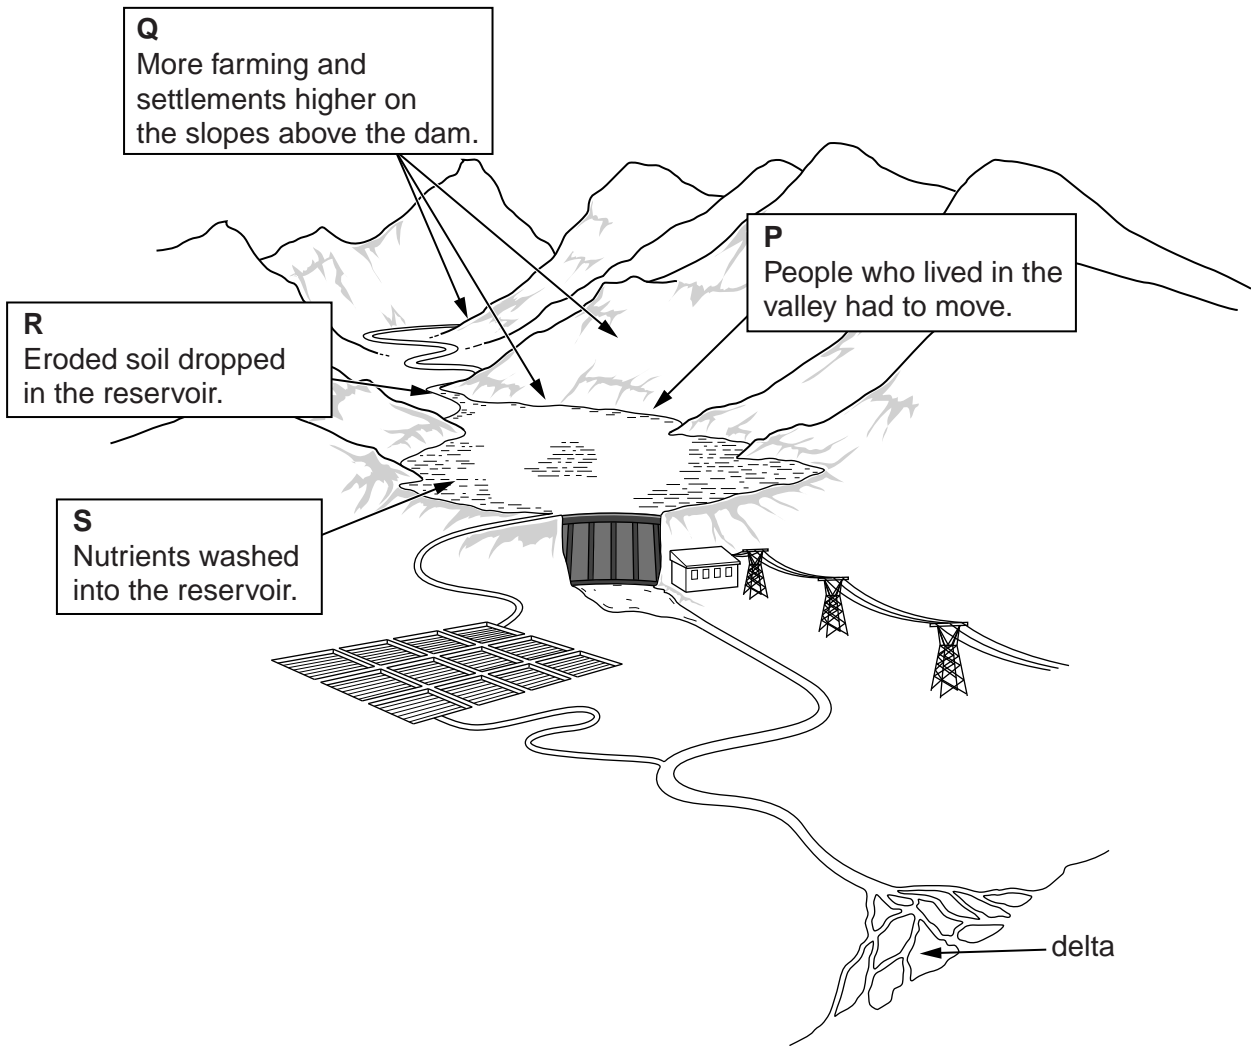 Q
More farming and
settlements higher on
the slopes above the dam.
P
People who lived in the
valley had to move.
R
Eroded soil dropped
in the reservoir.
S
Nutrients washed
into the reservoir.
delta